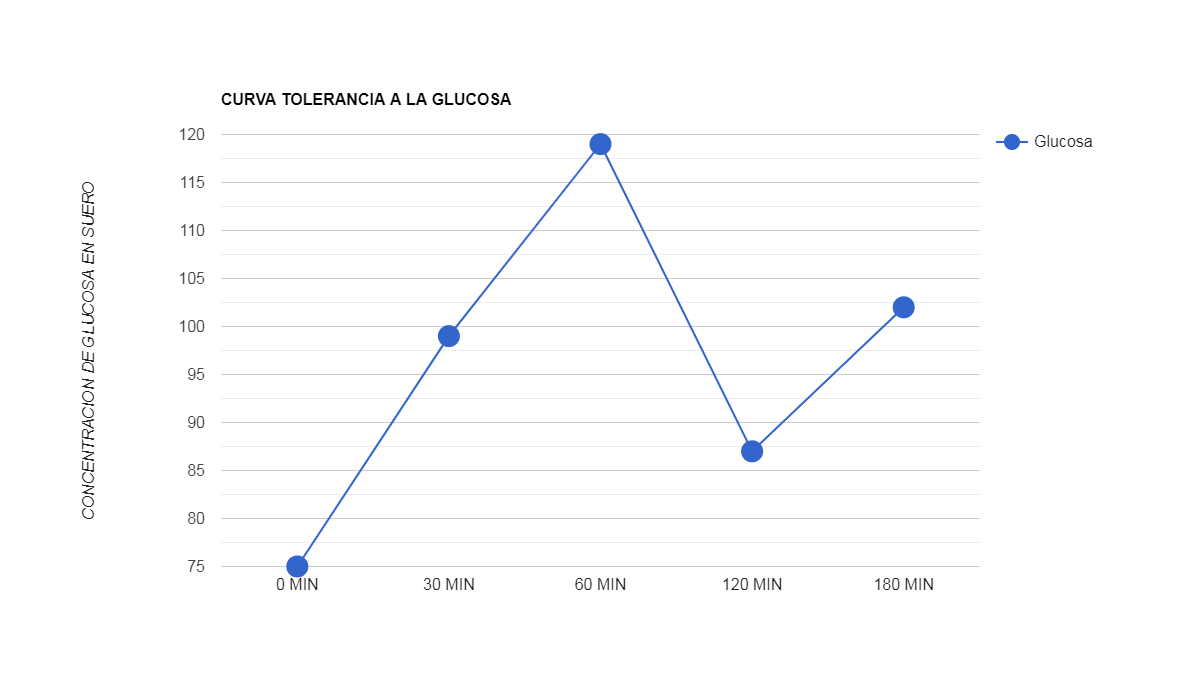 CURVA TOLERANCIA A LA GLUCOSA
Glucosa
CONCENTRACION DE GLUCOSA EN SUERO
120
115
110
105
100
95
90
85
80
75
0 MIN
30 MIN
60 MIN
120 MIN
180 MIN